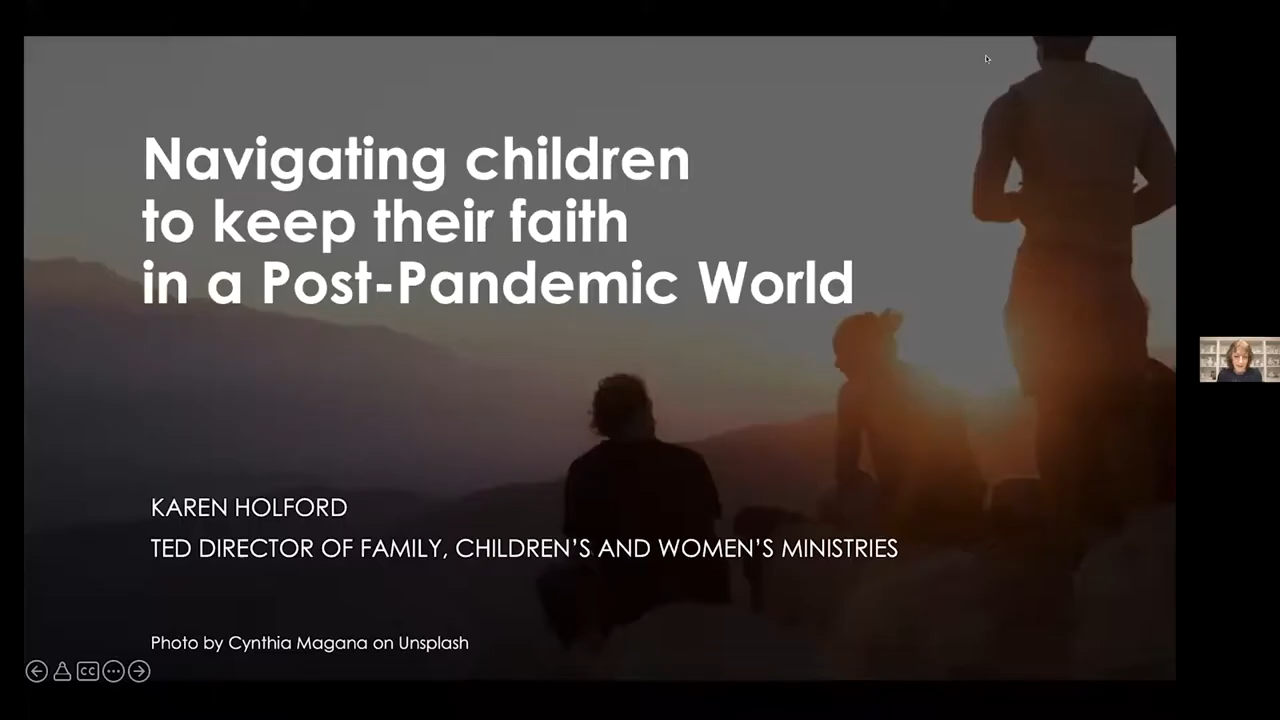 Navigating children
to keep their faith
in a Post-Pandemic World
KAREN HOLFORD
TED DIRECTOR OF FAMILY, CHILDREN’S AND WOMEN’S MINISTRIES
Photo by Cynthia Magana on Unsplash
CC